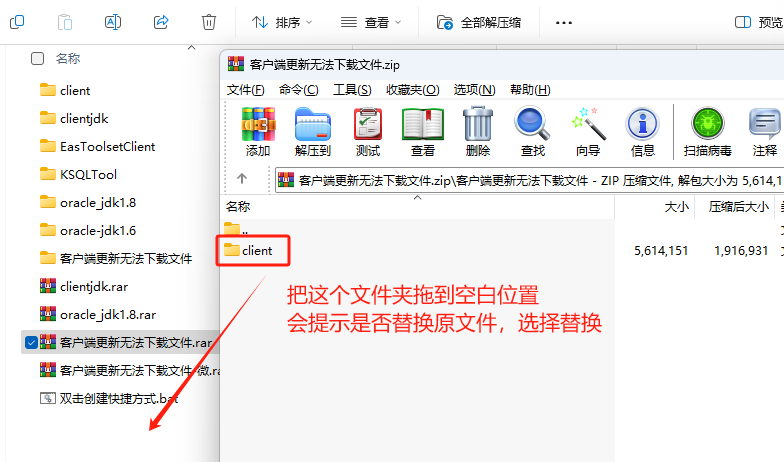 排序
查看
全部解压缩
预览
名称
client
clientjdk
EasToolsetClient
KSQLTool
oracle_jdk1.8
oracle-jdk1.6
客户端更新无法下载文件
clientjdk.rar
oracle_jdk1.8.rar
客户端更新无法下载文件.rar
客户端更新无法下载文件-微.ra
双击创建快捷方式.bat
客户端更新无法下载文件.zip
文件(F) 命令(C) 工具(S) 收藏夹(O) 选项(N) 帮助(H)
添加 解压到 测试 查看 删除 查找 向导 信息 扫描病毒 注释
客户端更新无法下载文件.zip\客户端更新无法下载文件 - ZIP 压缩文件, 解包大小为 5,614,1
名称 大小 压缩后大小
..
client 5,614,151 1,916,931
把这个文件夹拖到空白位置
会提示是否替换原文件，选择替换